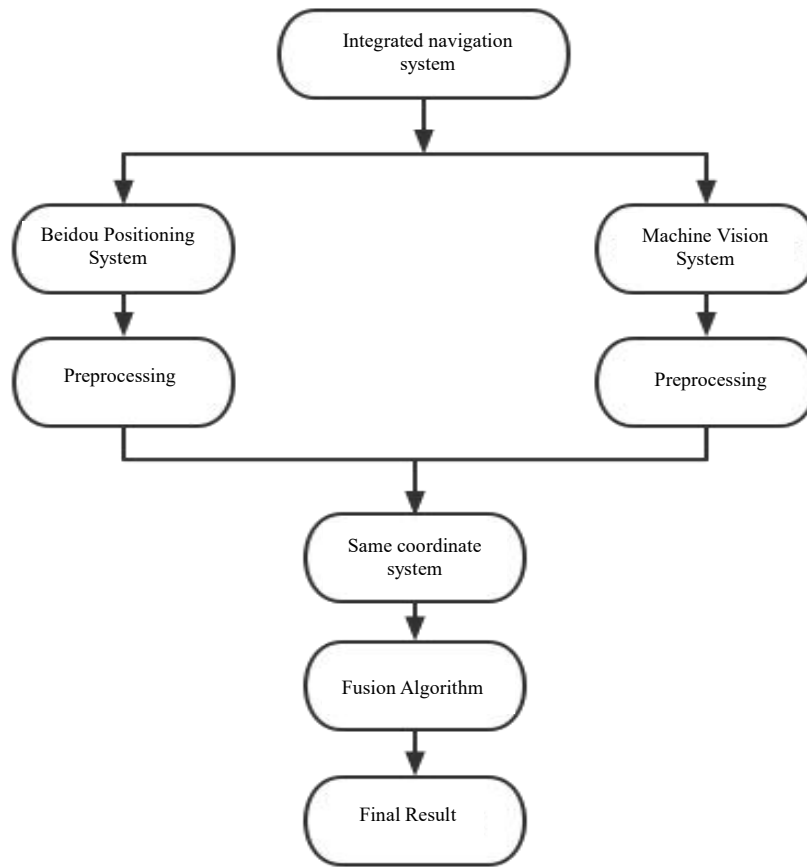 Integrated navigation
system
Beidou Positioning
System
Machine Vision
System
Preprocessing
Preprocessing
Same coordinate
system
Fusion Algorithm
Final Result